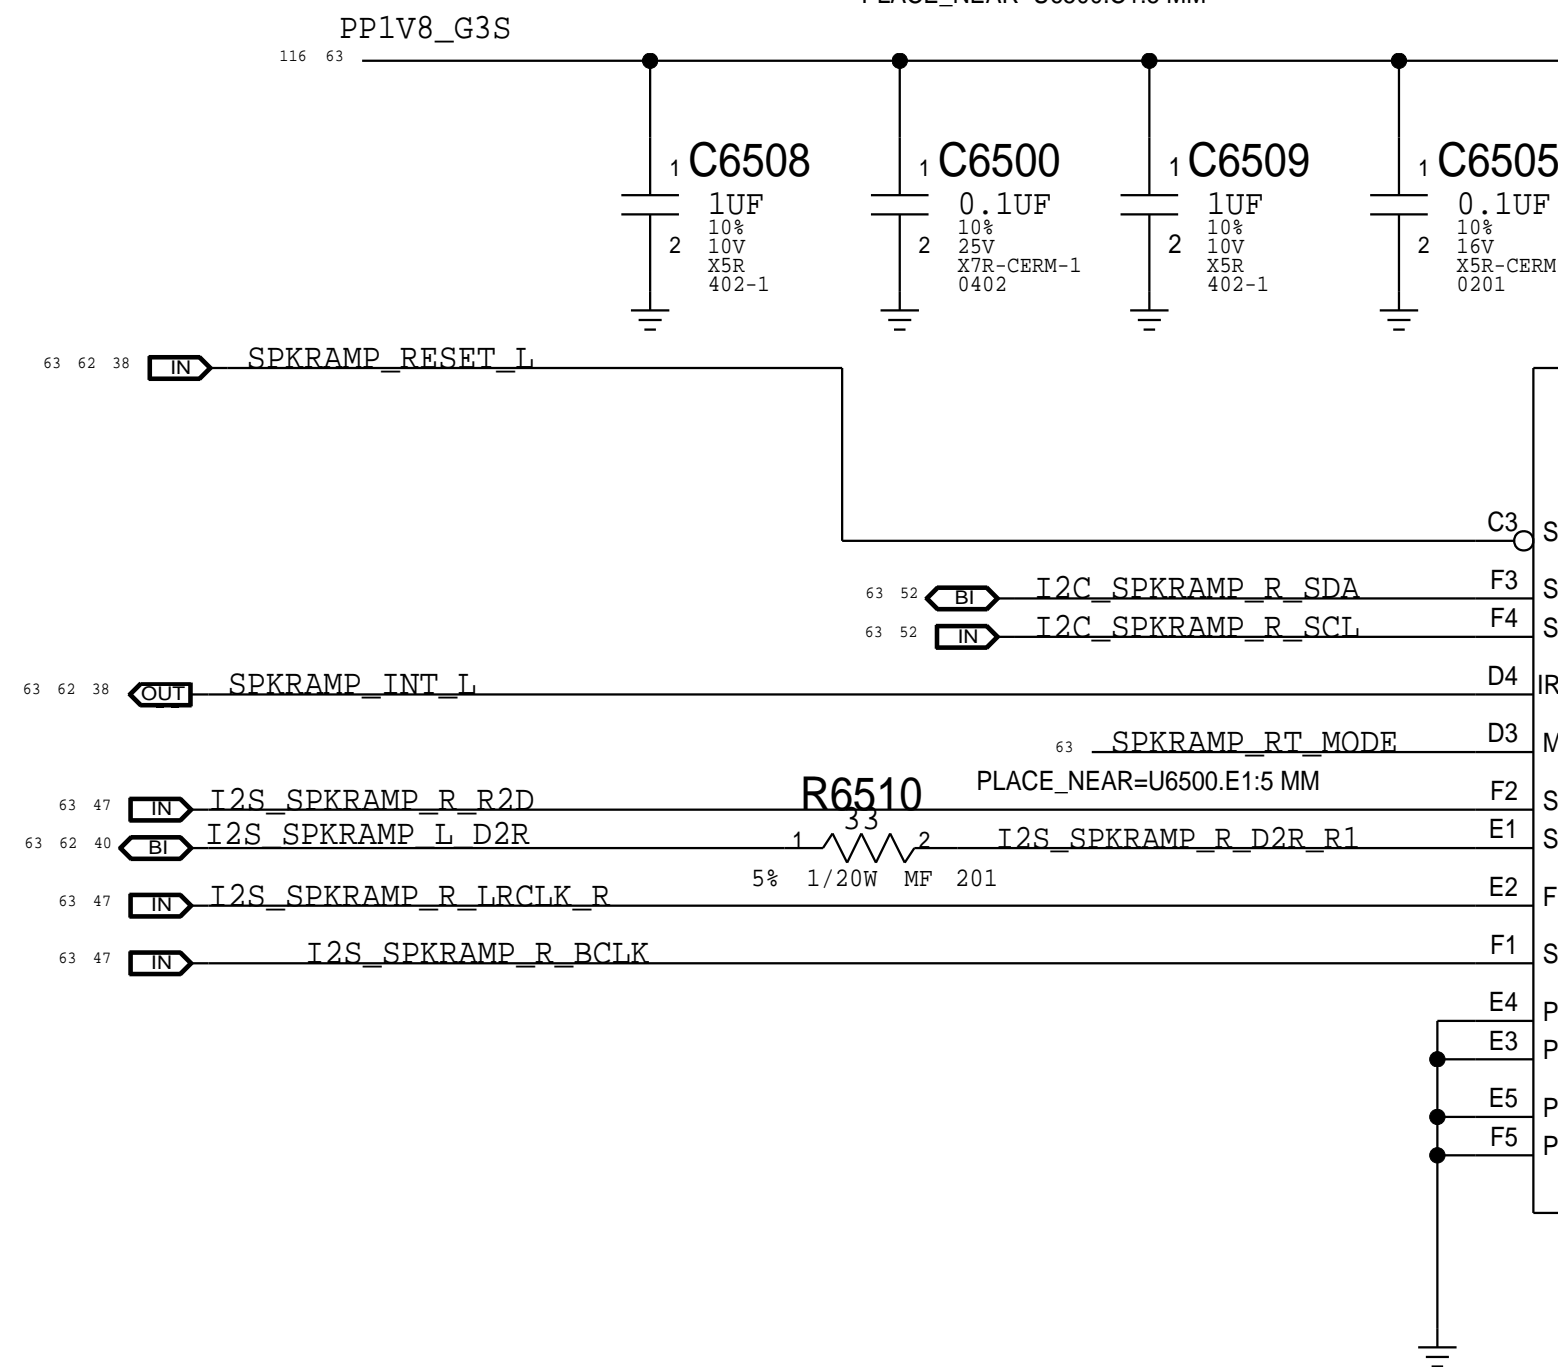 PP1V8_G3S
116 63
1 C6508
1UF
10%
10V
X5R
402-1
2
1 C6500
0.1UF
10%
25V
X7R-CERM-1
0402
2
1 C6509
1UF
10%
10V
X5R
402-1
2
1 C6505
0.1UF
10%
16V
X5R-CERM
0201
2
63 62 38 IN SPKRAMP_RESET_L
C3 S
63 52 BI I2C_SPKRAMP_R_SDA F3 S
63 52 IN I2C_SPKRAMP_R_SCL F4 S
63 62 38 OUT SPKRAMP_INT_L D4 IR
63 SPKRAMP_RT_MODE D3 M
R6510 PLACE_NEAR=U6500.E1:5 MM
63 47 IN I2S_SPKRAMP_R_R2D F2 S
33
63 62 40 BI I2S_SPKRAMP_L_D2R 1 2 I2S_SPKRAMP_R_D2R_R1 E1 S
5% 1/20W MF 201
63 47 IN I2S_SPKRAMP_R_LRCLK_R E2 F
63 47 IN I2S_SPKRAMP_R_BCLK F1 S
E4 P
E3 P
E5 P
F5 P